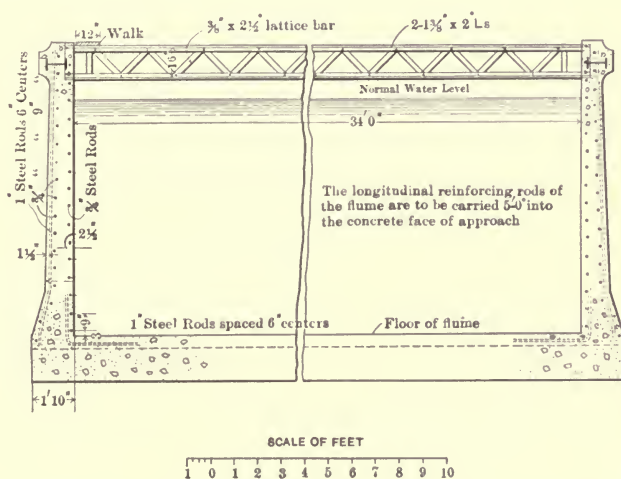 12" Walk
⅜" x 2½" lattice bar
2-1⅜" x 2" Ls
16"
Normal Water Level
34'0"
1" Steel Rods 6" Centers
9"
¾"
¾" Steel Rods
2½"
1½"
The longitudinal reinforcing rods of
the flume are to be carried 5'-0" into
the concrete face of approach
9"
3"
1" Steel Rods spaced 6" centers
Floor of flume
1'10"
SCALE OF FEET
1 0 1 2 3 4 5 6 7 8 9 10